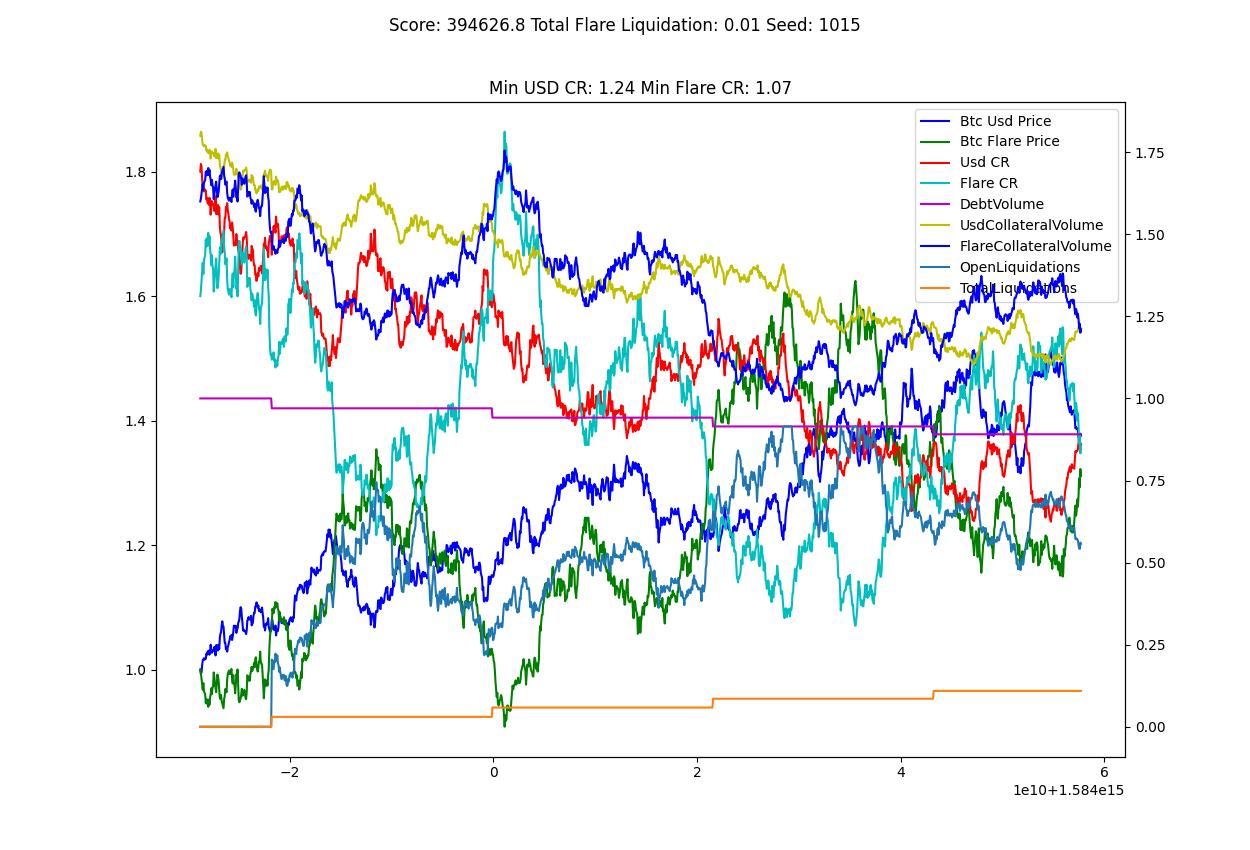 Score: 394626.8 Total Flare Liquidation: 0.01 Seed: 1015
Min USD CR: 1.24 Min Flare CR: 1.07
Btc Usd Price
Btc Flare Price
Usd CR
Flare CR
DebtVolume
UsdCollateralVolume
FlareCollateralVolume
OpenLiquidations
TotalLiquidations
1.8
1.6
1.4
1.2
1.0
1.75
1.50
1.25
1.00
0.75
0.50
0.25
0.00
−2
0
2
4
6
1e10+1.584e15